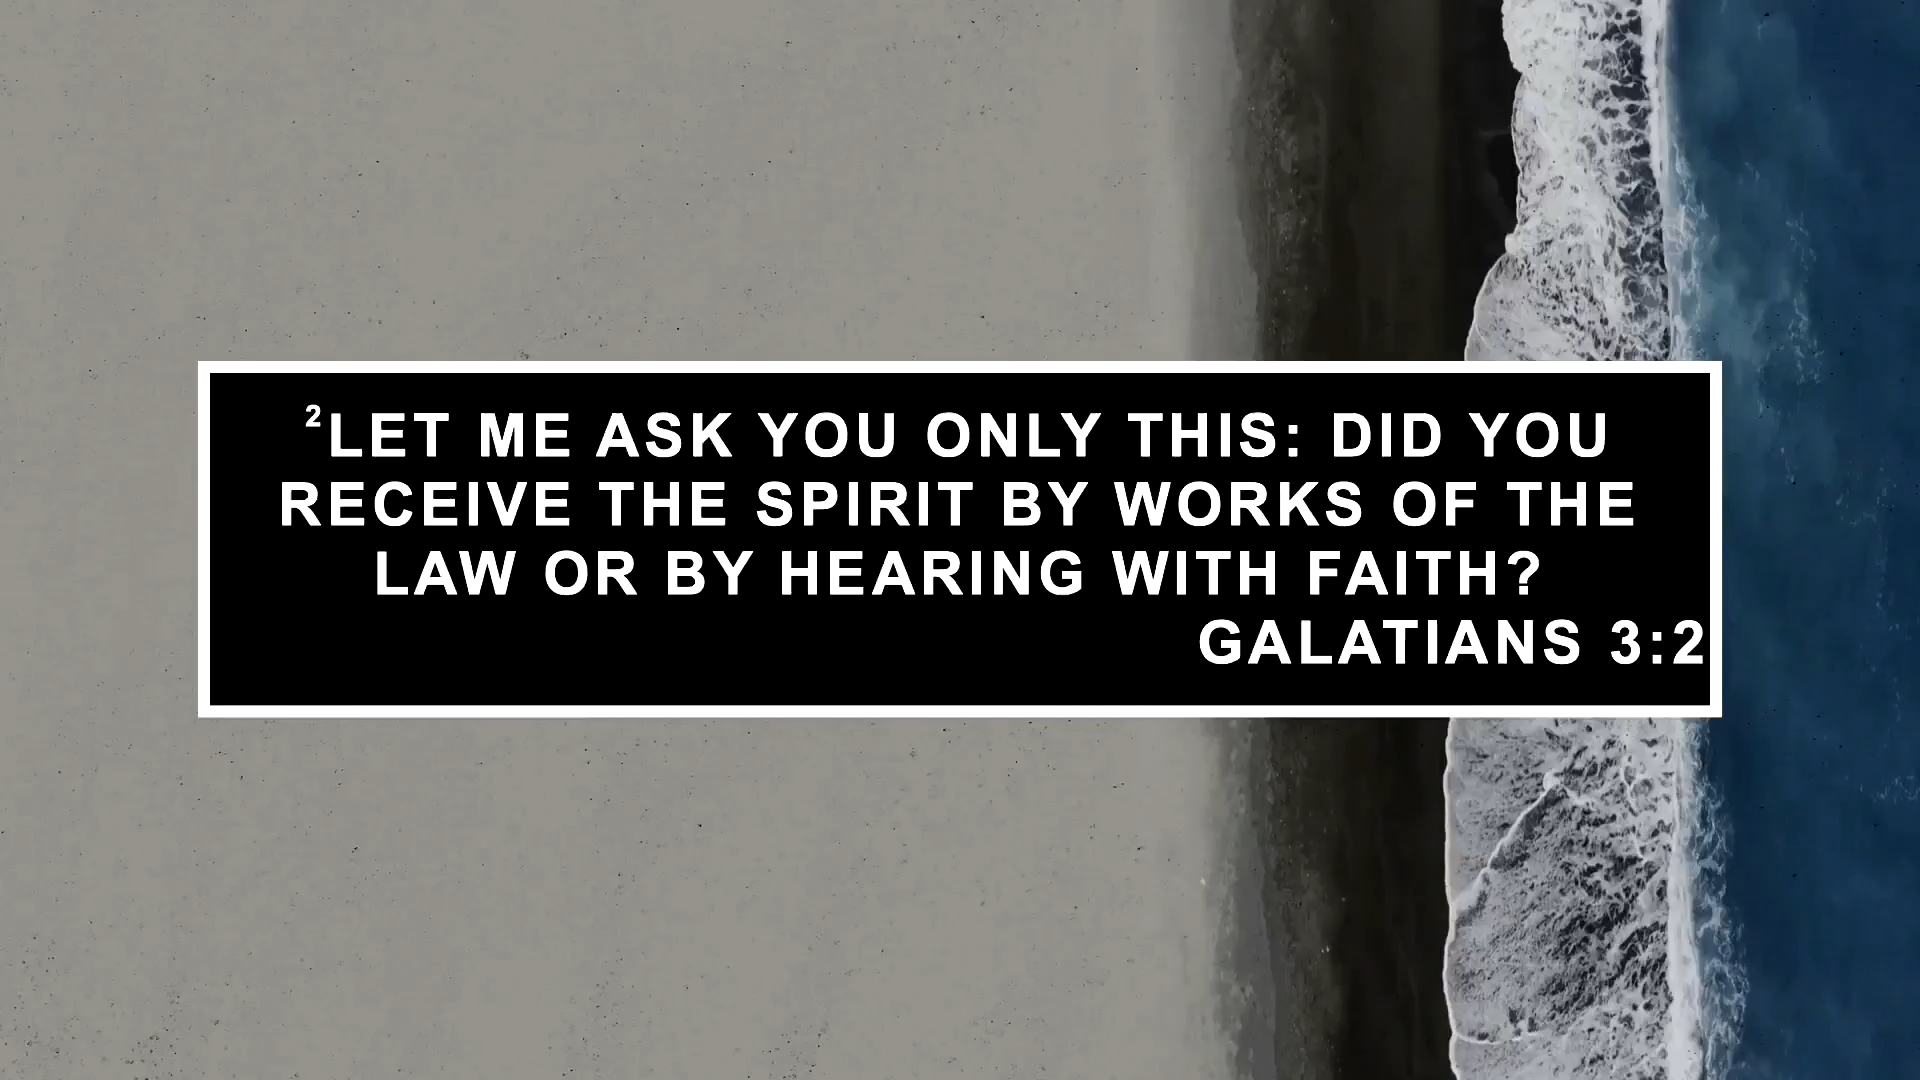 ²LET ME ASK YOU ONLY THIS: DID YOU
RECEIVE THE SPIRIT BY WORKS OF THE
LAW OR BY HEARING WITH FAITH?
GALATIANS 3:2